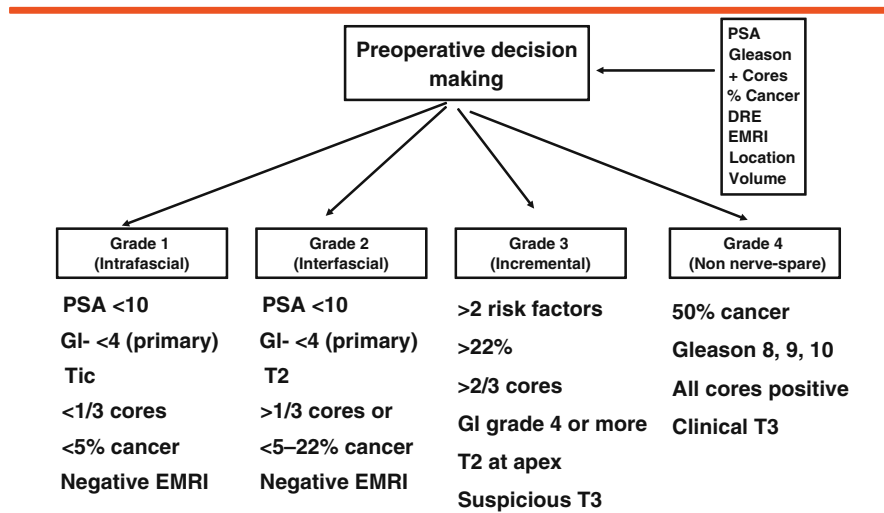 Preoperative decision
making
PSA
Gleason
+ Cores
% Cancer
DRE
EMRI
Location
Volume
Grade 1
(Intrafascial)
PSA <10
GI- <4 (primary)
Tic
<1/3 cores
<5% cancer
Negative EMRI
Grade 2
(Interfascial)
PSA <10
GI- <4 (primary)
T2
>1/3 cores or
<5–22% cancer
Negative EMRI
Grade 3
(Incremental)
>2 risk factors
>22%
>2/3 cores
GI grade 4 or more
T2 at apex
Suspicious T3
Grade 4
(Non nerve-spare)
50% cancer
Gleason 8, 9, 10
All cores positive
Clinical T3